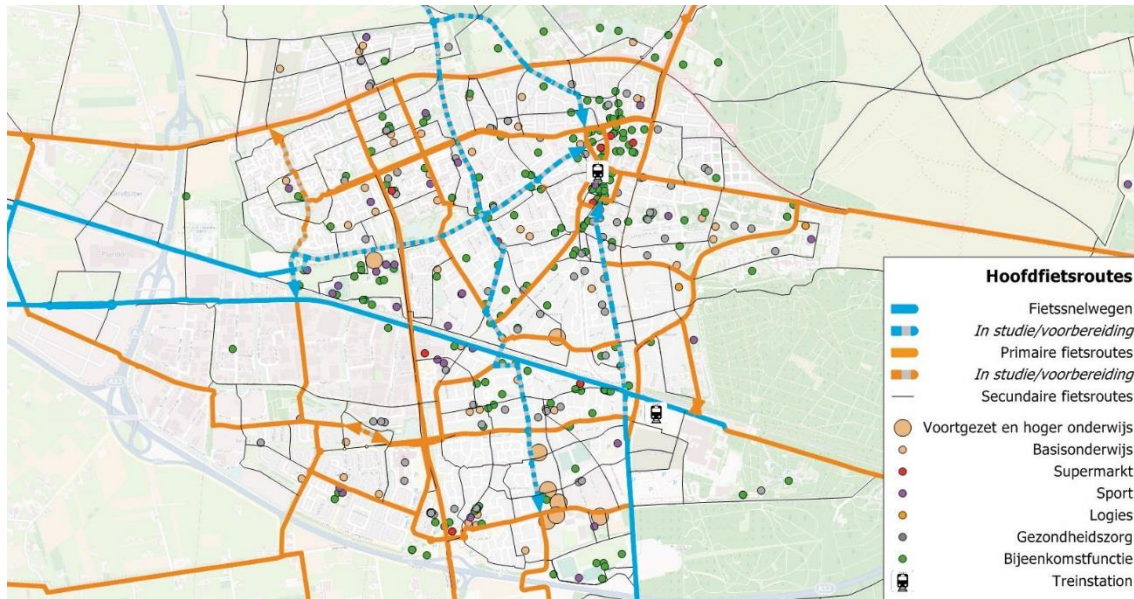 Hoofdfietsroutes
Fietssnelwegen
In studie/voorbereiding
Primaire fietsroutes
In studie/voorbereiding
Secundaire fietsroutes
Voortgezet en hoger onderwijs
Basisonderwijs
Supermarkt
Sport
Logies
Gezondheidszorg
Bijeenkomstfunctie
Treinstation